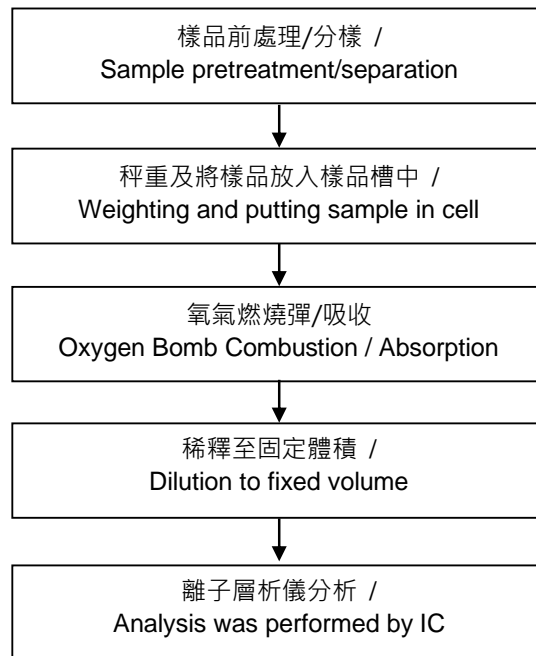 樣品前處理/分樣 /
Sample pretreatment/separation
秤重及將樣品放入樣品槽中 /
Weighting and putting sample in cell
氧氣燃燒彈/吸收
Oxygen Bomb Combustion / Absorption
稀釋至固定體積 /
Dilution to fixed volume
離子層析儀分析 /
Analysis was performed by IC